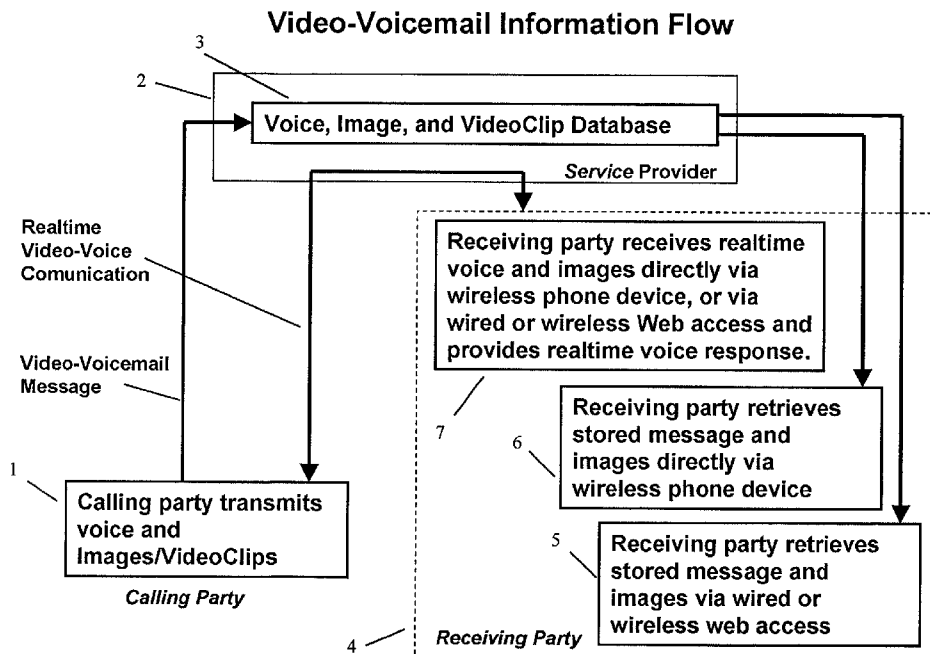 Video-Voicemail Information Flow
3
2
Voice, Image, and VideoClip Database
Service Provider
Realtime
Video-Voice
Comunication
Receiving party receives realtime
voice and images directly via
wireless phone device, or via
wired or wireless Web access and
provides realtime voice response.
Video-Voicemail
Message
7
Receiving party retrieves
stored message and
images directly via
wireless phone device
6
1
Calling party transmits
voice and
Images/VideoClips
Calling Party
5
Receiving party retrieves
stored message and
images via wired or
wireless web access
4
Receiving Party